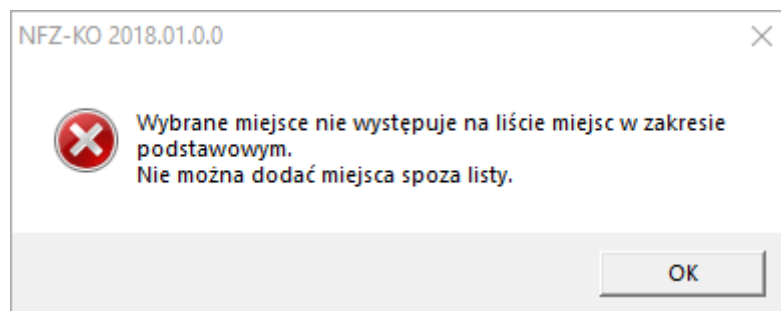 NFZ-KO 2018.01.0.0
Wybrane miejsce nie występuje na liście miejsc w zakresie
podstawowym.
Nie można dodać miejsca spoza listy.
OK